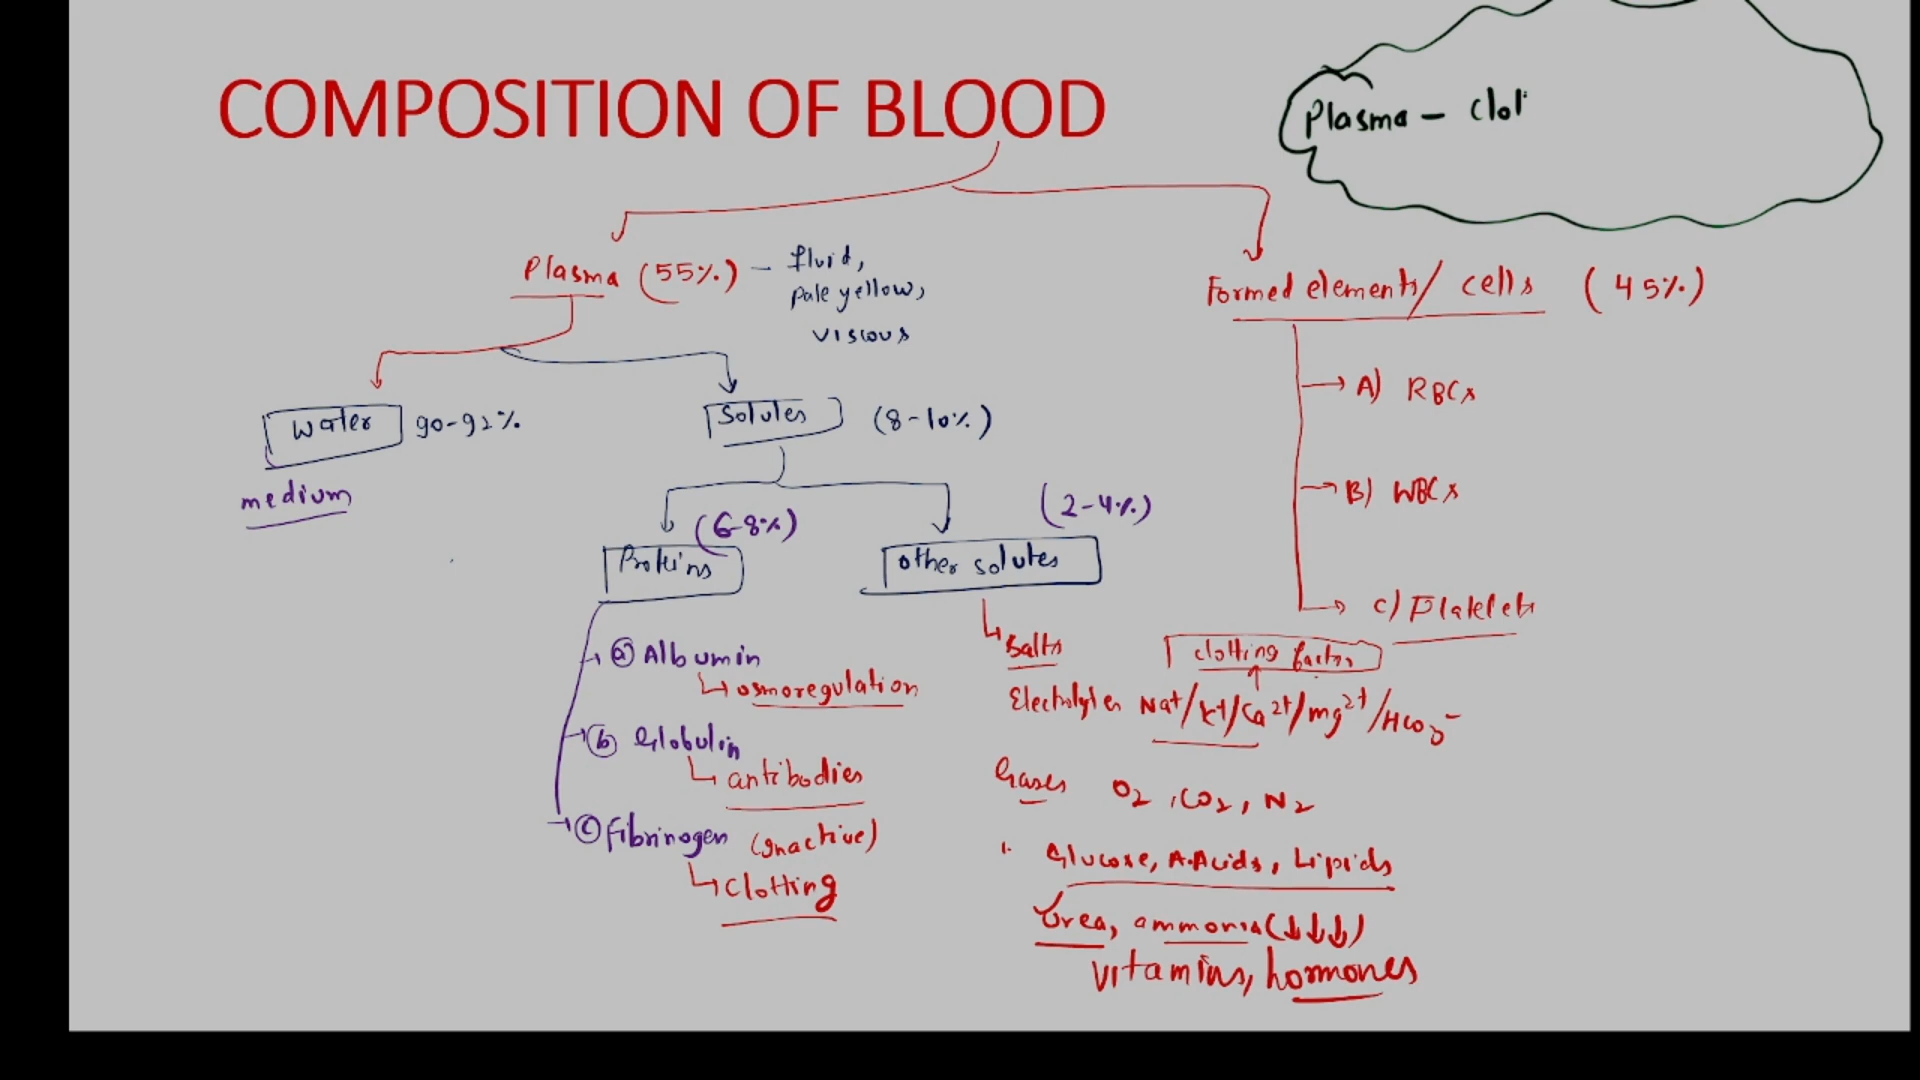 COMPOSITION OF BLOOD
Plasma - clot
Plasma (55%) - fluid,
pale yellow,
viscous
Formed elements/ cells (45%)
A) RBCs
B) WBCs
C) Platelets
Water 90-92%
medium
Solutes (8-10%)
(6-8%)
Proteins
(2-4%)
other solutes
a Albumin
osmoregulation
b Globulin
antibodies
c Fibrinogen (Inactive)
Clotting
Salts
clotting factor
Electrolytes Na+/K+/Ca2+/mg2+/HCO3-
Gases O2, CO2, N2
Glucose, A.Acids, Lipids
Urea, ammonia(↓↓↓)
vitamins, hormones